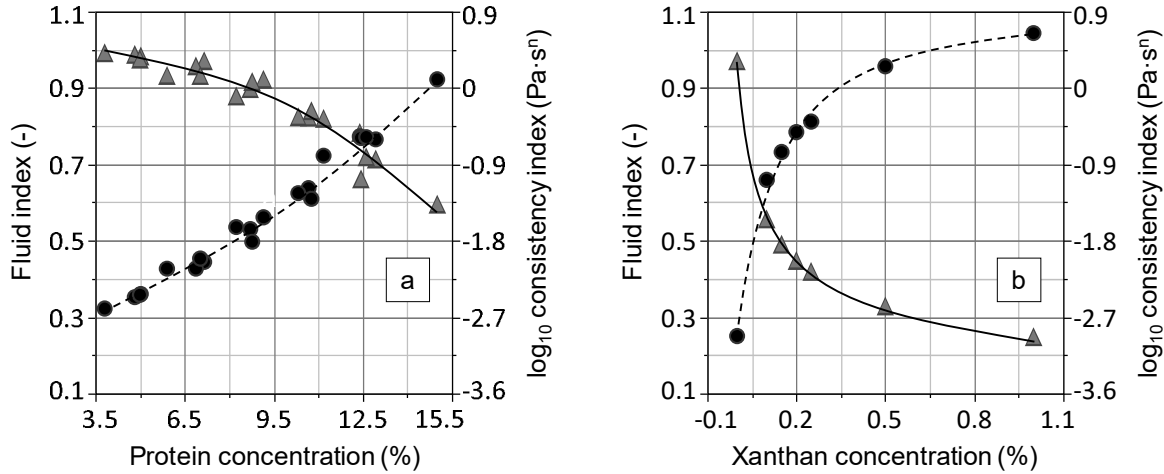 Fluid index (-)
1.1
0.9
0.7
0.5
0.3
0.1
3.5 6.5 9.5 12.5 15.5
Protein concentration (%)
0.9
0
-0.9
-1.8
-2.7
-3.6
log₁₀ consistency index (Pa·sⁿ)
a
Fluid index (-)
1.1
0.9
0.7
0.5
0.3
0.1
-0.1 0.2 0.5 0.8 1.1
Xanthan concentration (%)
0.9
0
-0.9
-1.8
-2.7
-3.6
log₁₀ consistency index (Pa·sⁿ)
b